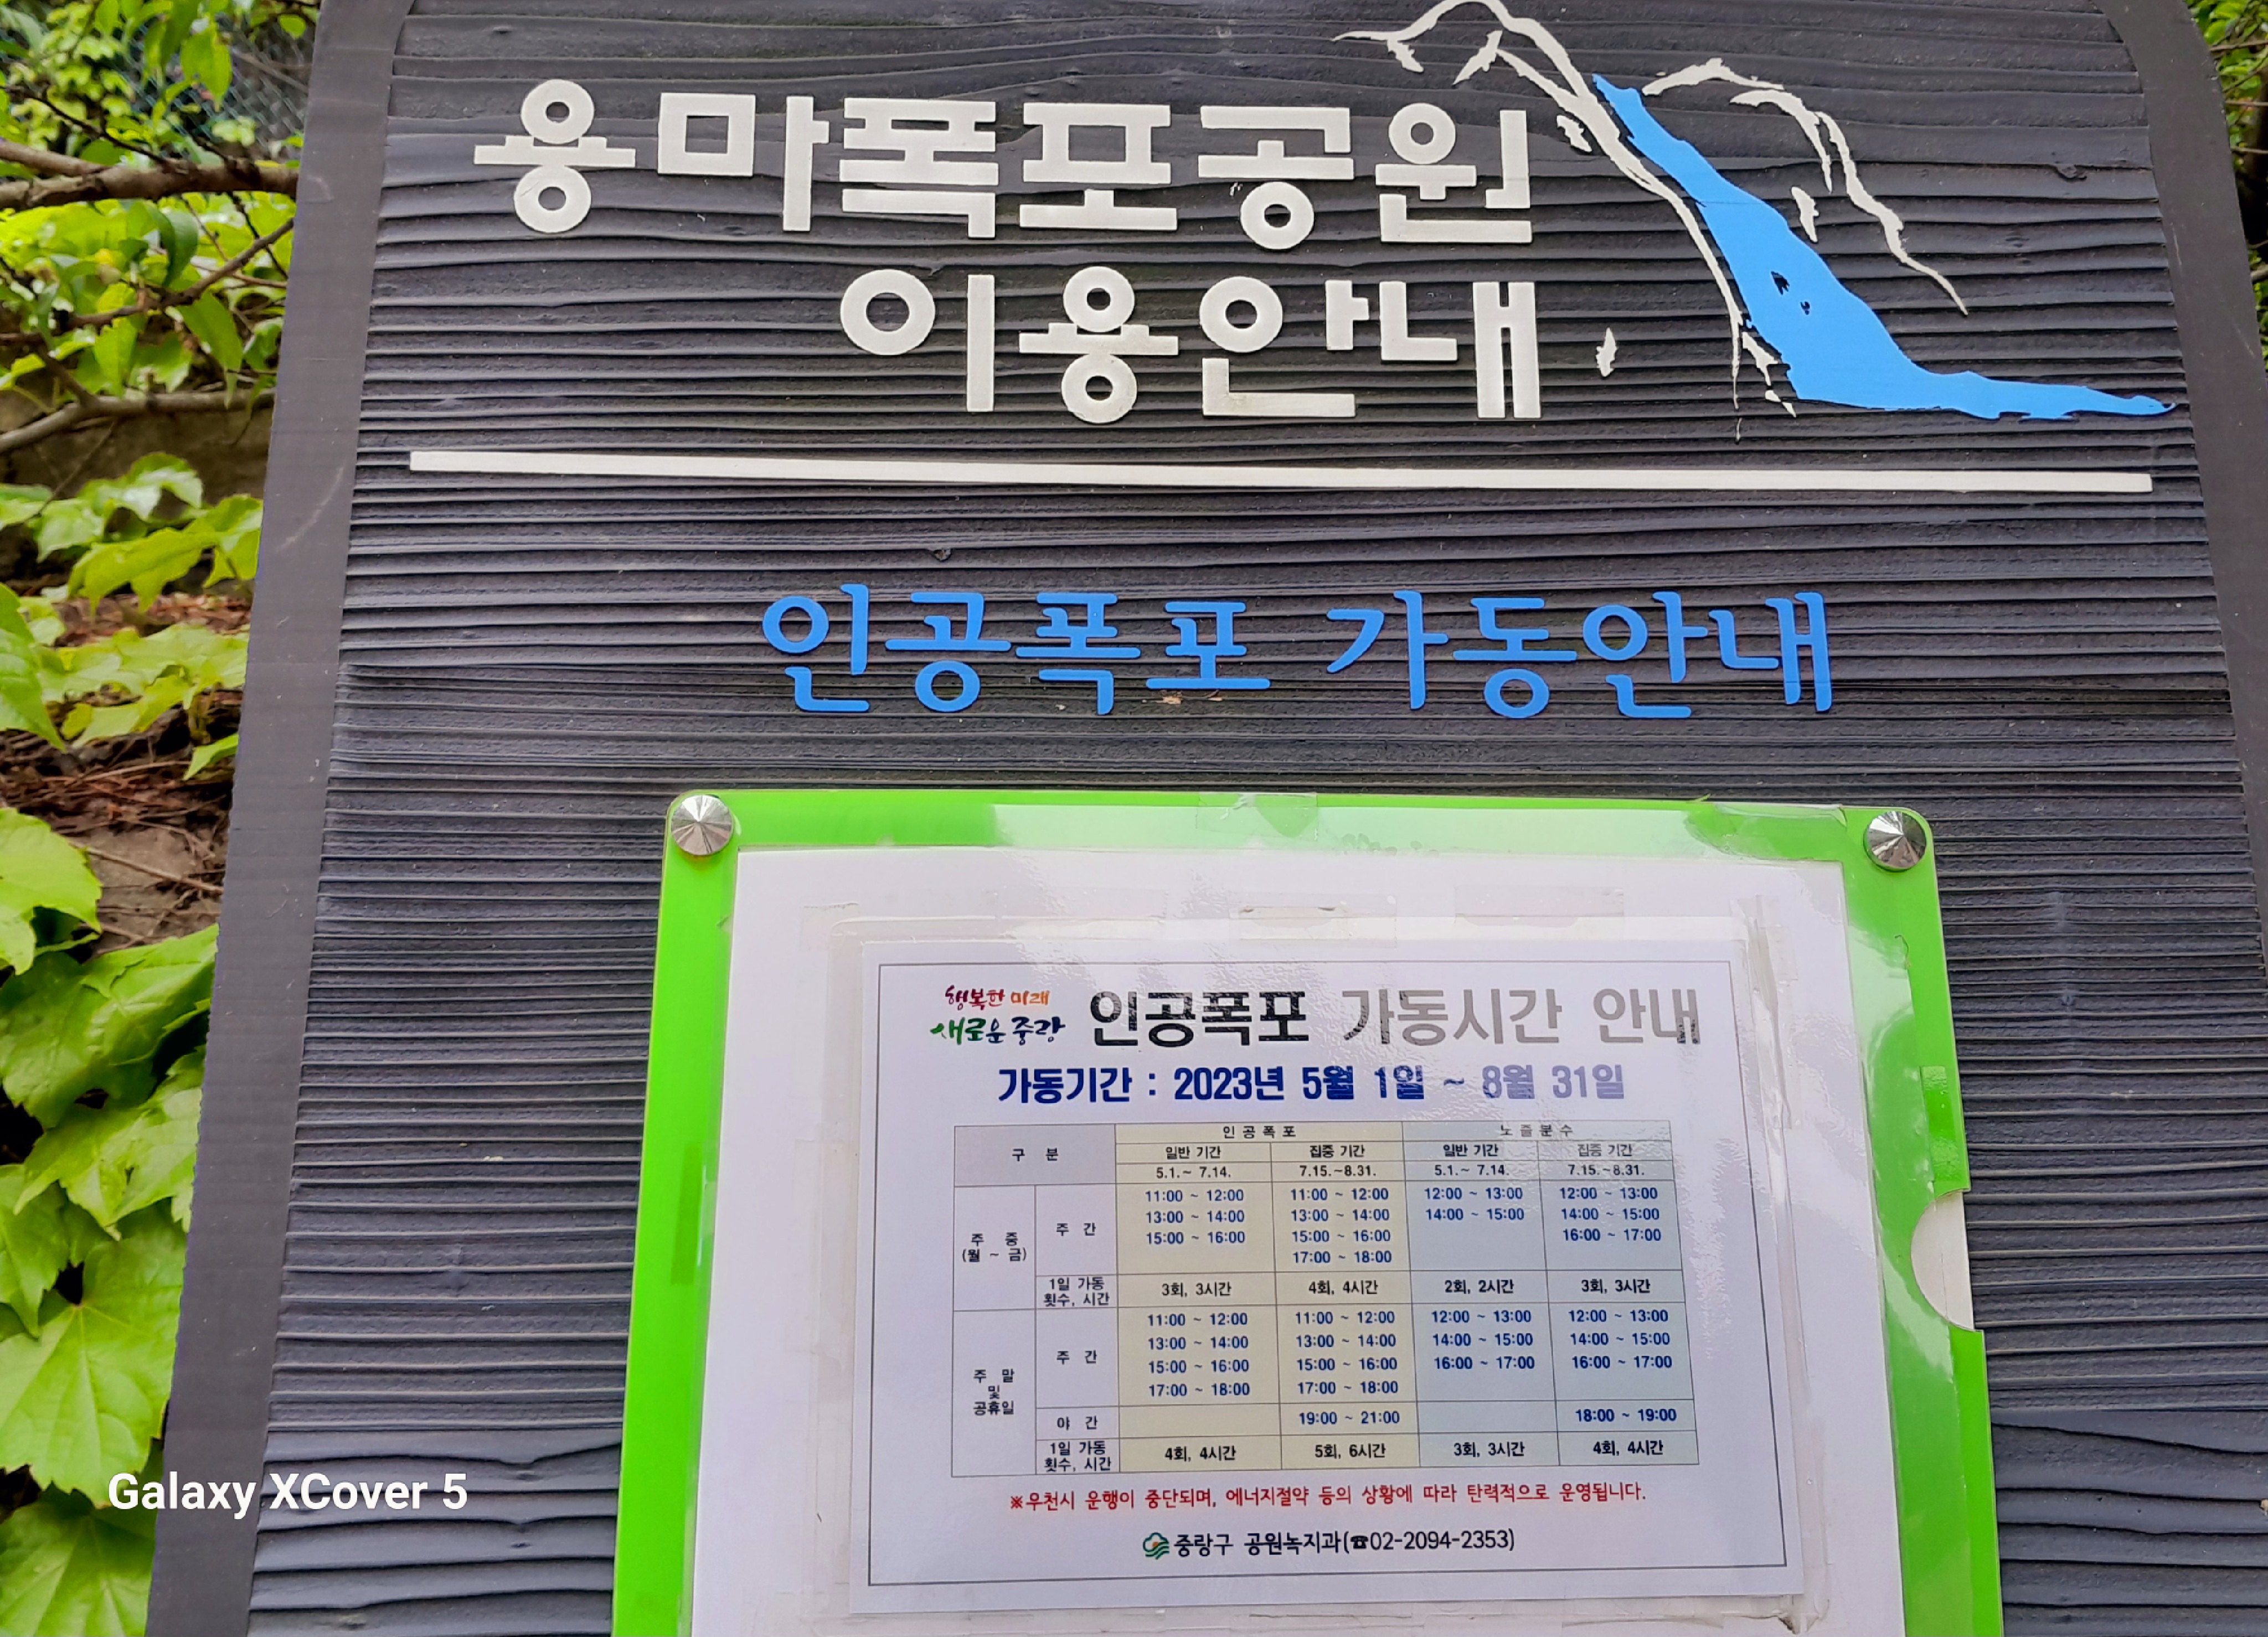 용마폭포공원
이용안내
인공폭포 가동안내
행복한 미래
새로운 중랑
인공폭포 가동시간 안내
가동기간 : 2023년 5월 1일 ~ 8월 31일
구 분 인공폭포 노즐분수
일반 기간 집중 기간 일반 기간 집중 기간
5.1.~ 7.14. 7.15.~8.31. 5.1.~ 7.14. 7.15.~8.31.
주 중
(월 ~ 금)
주 간
11:00 ~ 12:00 11:00 ~ 12:00 12:00 ~ 13:00 12:00 ~ 13:00
13:00 ~ 14:00 13:00 ~ 14:00 14:00 ~ 15:00 14:00 ~ 15:00
15:00 ~ 16:00 15:00 ~ 16:00 16:00 ~ 17:00
17:00 ~ 18:00
1일 가동
횟수, 시간
3회, 3시간 4회, 4시간 2회, 2시간 3회, 3시간
주 말
및
공휴일
주 간
11:00 ~ 12:00 11:00 ~ 12:00 12:00 ~ 13:00 12:00 ~ 13:00
13:00 ~ 14:00 13:00 ~ 14:00 14:00 ~ 15:00 14:00 ~ 15:00
15:00 ~ 16:00 15:00 ~ 16:00 16:00 ~ 17:00 16:00 ~ 17:00
17:00 ~ 18:00 17:00 ~ 18:00
야 간 19:00 ~ 21:00 18:00 ~ 19:00
1일 가동
횟수, 시간
4회, 4시간 5회, 6시간 3회, 3시간 4회, 4시간
※우천시 운행이 중단되며, 에너지절약 등의 상황에 따라 탄력적으로 운영됩니다.
중랑구 공원녹지과(☎02-2094-2353)
Galaxy XCover 5